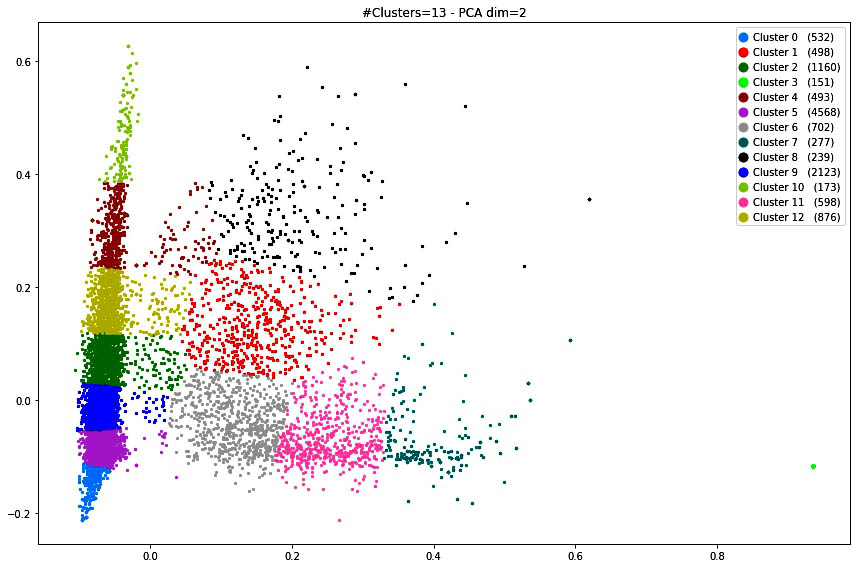 #Clusters=13 - PCA dim=2
Cluster 0 (532)
Cluster 1 (498)
Cluster 2 (1160)
Cluster 3 (151)
Cluster 4 (493)
Cluster 5 (4568)
Cluster 6 (702)
Cluster 7 (277)
Cluster 8 (239)
Cluster 9 (2123)
Cluster 10 (173)
Cluster 11 (598)
Cluster 12 (876)
0.6
0.4
0.2
0.0
−0.2
0.0 0.2 0.4 0.6 0.8